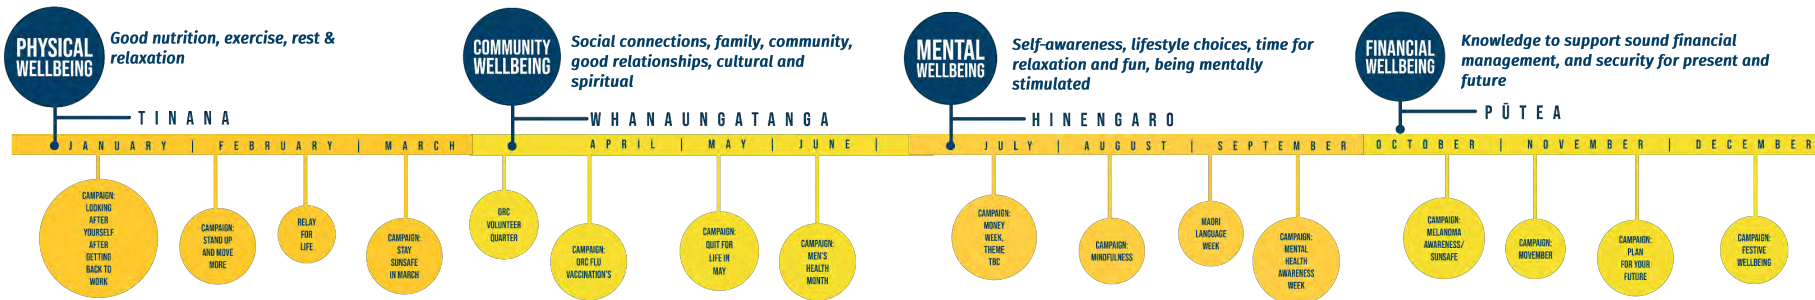 PHYSICAL
WELLBEING
Good nutrition, exercise, rest &
relaxation
TINANA
COMMUNITY
WELLBEING
Social connections, family, community,
good relationships, cultural and
spiritual
WHANAUNGATANGA
MENTAL
WELLBEING
Self-awareness, lifestyle choices, time for
relaxation and fun, being mentally
stimulated
HINENGARO
FINANCIAL
WELLBEING
Knowledge to support sound financial
management, and security for present and
future
PŪTEA
JANUARY | FEBRUARY | MARCH
APRIL | MAY | JUNE |
JULY | AUGUST | SEPTEMBER
OCTOBER | NOVEMBER | DECEMBER
CAMPAIGN:
LOOKING
AFTER
YOURSELF
AFTER
GETTING
BACK TO
WORK
CAMPAIGN:
STAND UP
AND MOVE
MORE
RELAY
FOR
LIFE
CAMPAIGN:
STAY
SUNSAFE
IN MARCH
ORC
VOLUNTEER
QUARTER
CAMPAIGN:
ORC FLU
VACCINATION'S
CAMPAIGN:
QUIT FOR
LIFE IN
MAY
CAMPAIGN:
MEN'S
HEALTH
MONTH
CAMPAIGN:
MONEY
WEEK,
THEME
TBC
CAMPAIGN:
MINDFULNESS
MAORI
LANGUAGE
WEEK
CAMPAIGN:
MENTAL
HEALTH
AWARENESS
WEEK
CAMPAIGN:
MELANOMA
AWARENESS/
SUNSAFE
CAMPAIGN:
MOVEMBER
CAMPAIGN:
PLAN
FOR YOUR
FUTURE
CAMPAIGN:
FESTIVE
WELLBEING